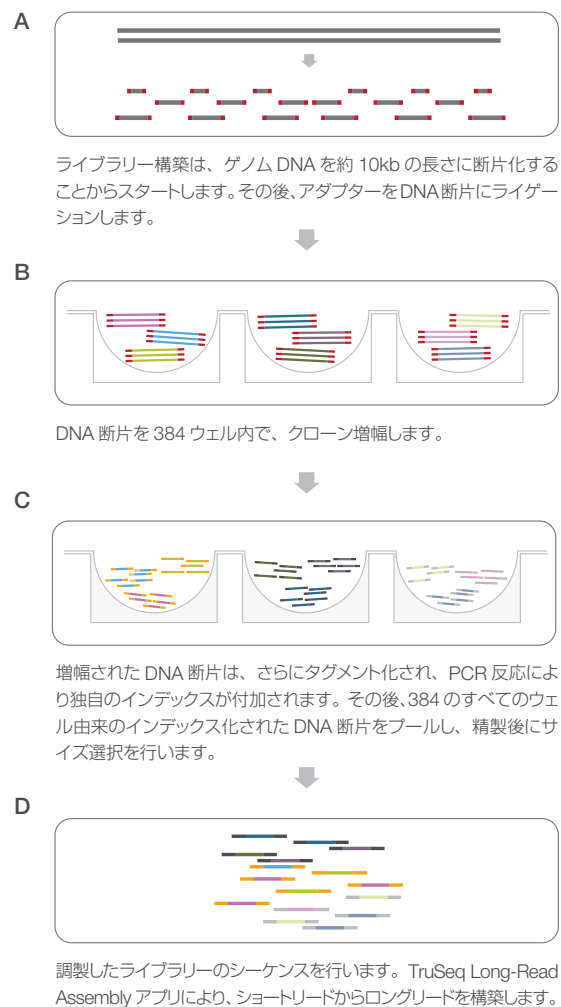 A
ライブラリー構築は、ゲノム DNA を約 10kb の長さに断片化する
ことからスタートします。その後、アダプターをDNA断片にライゲー
ションします。
B
DNA 断片を 384 ウェル内で、クローン増幅します。
C
増幅された DNA 断片は、さらにタグメント化され、PCR 反応によ
り独自のインデックスが付加されます。その後、384 のすべてのウェ
ル由来のインデックス化された DNA 断片をプールし、精製後にサ
イズ選択を行います。
D
調製したライブラリーのシーケンスを行います。TruSeq Long-Read
Assembly アプリにより、ショートリードからロングリードを構築します。